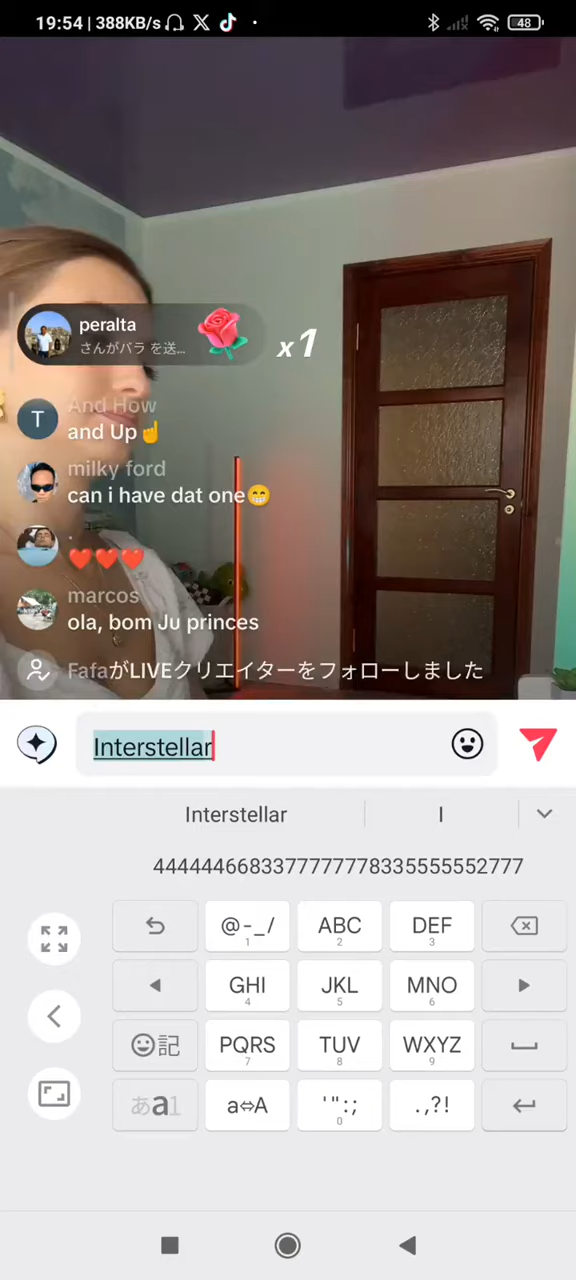 19:54 | 388KB/s
48
peralta
さんがバラ を送...
x1
T
And How
and Up☝️
milky ford
can i have dat one😁
.
❤️❤️❤️
marcos
ola, bom Ju princes
FafaがLIVEクリエイターをフォローしました
Interstellar
Interstellar
I
4444446683377777778335555552777
@-_/
1
ABC
2
DEF
3
GHI
4
JKL
5
MNO
6
記
PQRS
7
TUV
8
WXYZ
9
あa1
a⇔A
'":;
0
.,?!